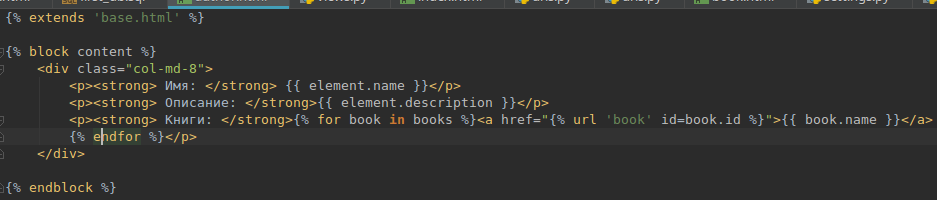 {% extends 'base.html' %}
{% block content %}
<div class="col-md-8">
<p><strong> Имя: </strong> {{ element.name }}</p>
<p><strong> Описание: </strong>{{ element.description }}</p>
<p><strong> Книги: </strong>{% for book in books %}<a href="{% url 'book' id=book.id %}">{{ book.name }}</a>
{% endfor %}</p>
</div>
{% endblock %}